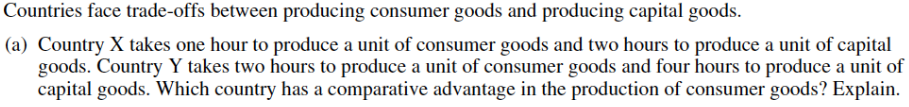 Countries face trade-offs between producing consumer goods and producing capital goods.
(a) Country X takes one hour to produce a unit of consumer goods and two hours to produce a unit of capital
goods. Country Y takes two hours to produce a unit of consumer goods and four hours to produce a unit of
capital goods. Which country has a comparative advantage in the production of consumer goods? Explain.